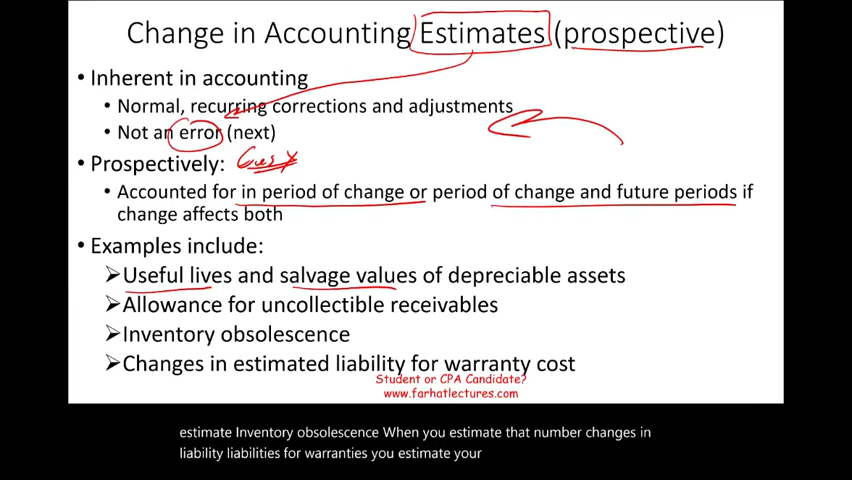 Change in Accounting Estimates (prospective)
• Inherent in accounting
• Normal, recurring corrections and adjustments
• Not an error (next)
• Prospectively:
• Accounted for in period of change or period of change and future periods if
change affects both
• Examples include:
➢Useful lives and salvage values of depreciable assets
➢Allowance for uncollectible receivables
➢Inventory obsolescence
➢Changes in estimated liability for warranty cost
Student or CPA Candidate?
www.farhatlectures.com
estimate Inventory obsolescence When you estimate that number changes in
liability liabilities for warranties you estimate your